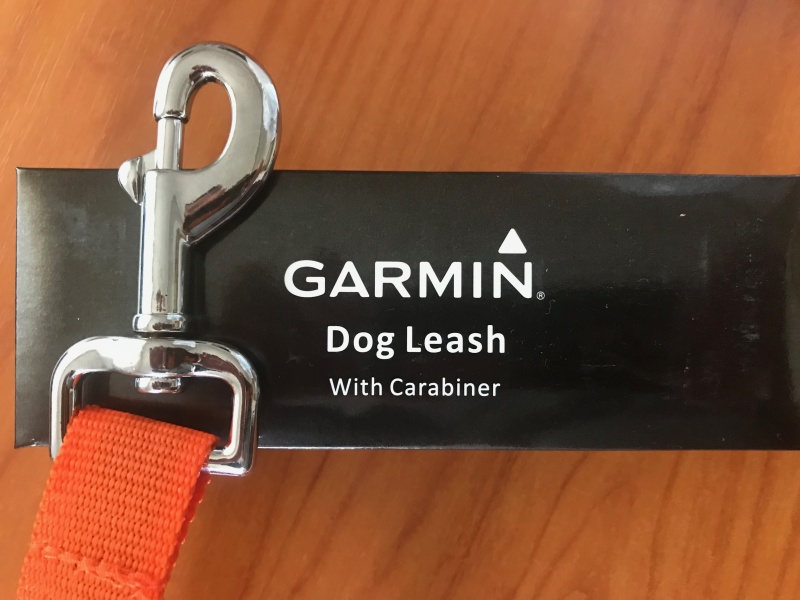 GARMIN®
Dog Leash
With Carabiner